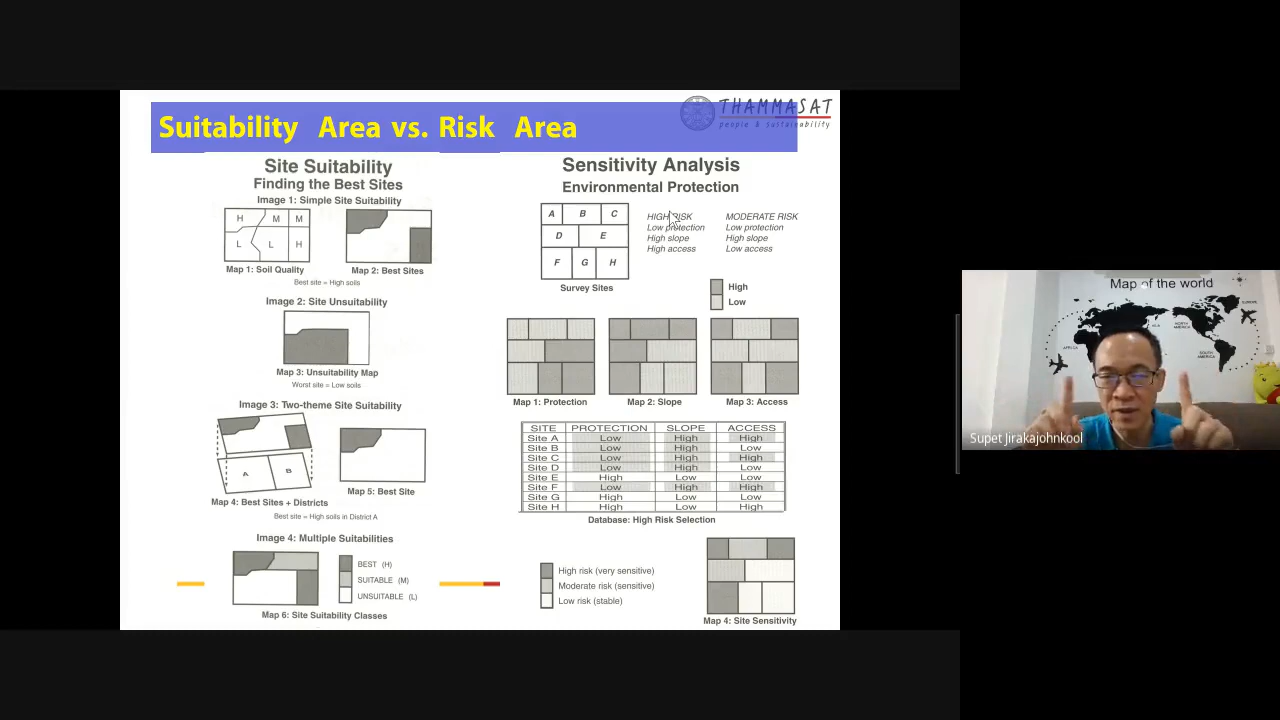 Suitability Area vs. Risk Area
THAMMASAT
people & sustainability
Site Suitability
Finding the Best Sites
Image 1: Simple Site Suitability
H M M
L L H
Map 1: Soil Quality
Map 2: Best Sites
Best site = High soils
Image 2: Site Unsuitability
Map 3: Unsuitability Map
Worst site = Low soils
Image 3: Two-theme Site Suitability
A B
Map 4: Best Sites + Districts
Map 5: Best Site
Best site = High soils in District A
Image 4: Multiple Suitabilities
BEST (H)
SUITABLE (M)
UNSUITABLE (L)
Map 6: Site Suitability Classes
Sensitivity Analysis
Environmental Protection
A B C
D E
F G H
Survey Sites
HIGH RISK
Low protection
High slope
High access
MODERATE RISK
Low protection
High slope
Low access
High
Low
Map 1: Protection
Map 2: Slope
Map 3: Access
SITE PROTECTION SLOPE ACCESS
Site A Low High High
Site B Low High Low
Site C Low High High
Site D Low High Low
Site E High Low Low
Site F Low High High
Site G High Low Low
Site H High Low High
Database: High Risk Selection
High risk (very sensitive)
Moderate risk (sensitive)
Low risk (stable)
Map 4: Site Sensitivity
Map of the world
EUROPE
ASIA
NORTH AMERICA
AFRICA
SOUTH AMERICA
Supet Jirakajohnkool